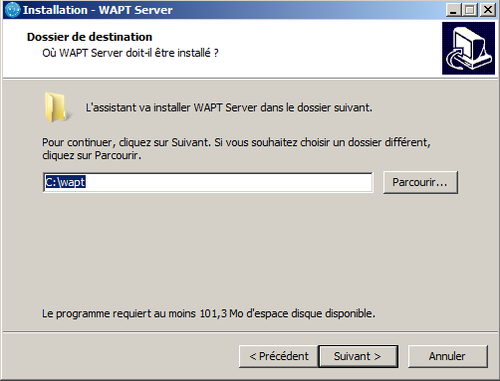 Installation - WAPT Server
Dossier de destination
Où WAPT Server doit-il être installé ?
L'assistant va installer WAPT Server dans le dossier suivant.
Pour continuer, cliquez sur Suivant. Si vous souhaitez choisir un dossier différent,
cliquez sur Parcourir.
C:\wapt
Parcourir...
Le programme requiert au moins 101,3 Mo d'espace disque disponible.
< Précédent
Suivant >
Annuler